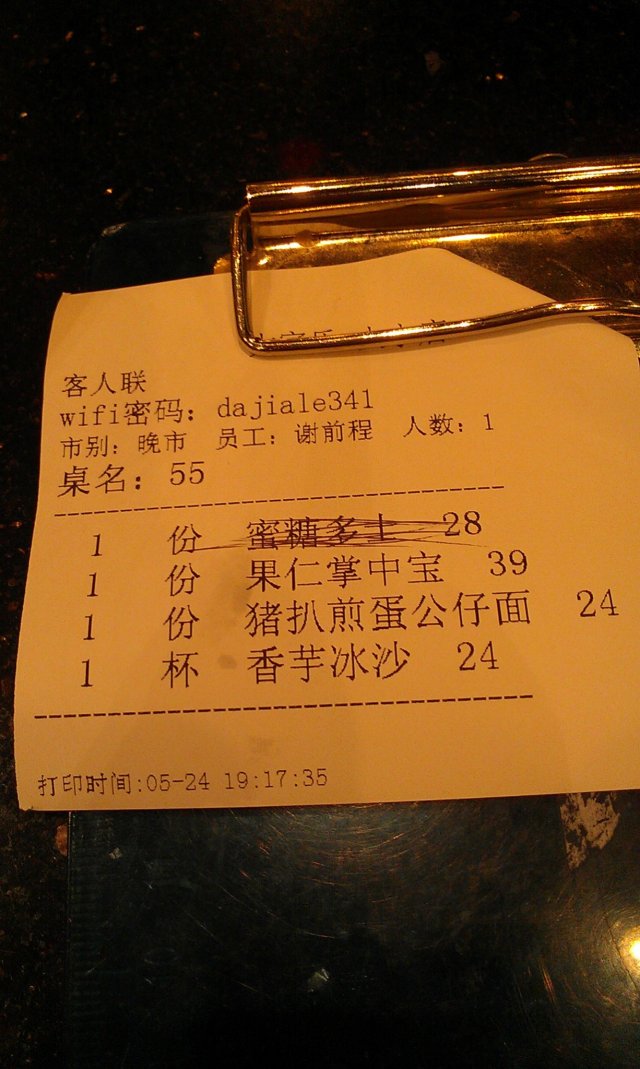 客人联
wifi密码：dajiale341
市别：晚市 员工：谢前程 人数：1
桌名：55
1 份 蜜糖多士 28
1 份 果仁掌中宝 39
1 份 猪扒煎蛋公仔面 24
1 杯 香芋冰沙 24
打印时间:05-24 19:17:35